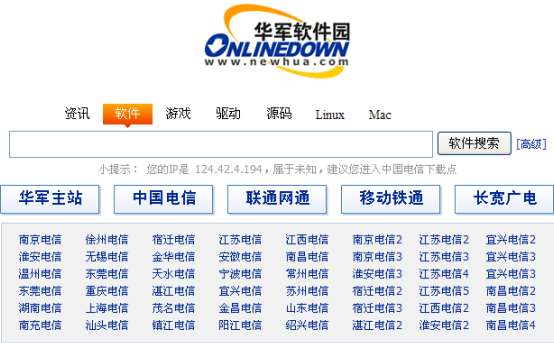 华军软件园
ONLINEDOWN
www.newhua.com
资讯 软件 游戏 驱动 源码 Linux Mac
软件搜索 [高级]
小提示： 您的IP是 124.42.4.194，属于未知，建议您进入中国电信下载点
华军主站 中国电信 联通网通 移动铁通 长宽广电
南京电信 徐州电信 宿迁电信 江苏电信 江西电信 南京电信2 江苏电信2 宜兴电信2
淮安电信 无锡电信 金华电信 安徽电信 南昌电信 南京电信3 江苏电信3 宜兴电信3
温州电信 东莞电信 天水电信 宁波电信 常州电信 淮安电信3 江苏电信4 宜兴电信3
东莞电信 重庆电信 湛江电信 宜兴电信 苏州电信 宿迁电信2 江苏电信5 南昌电信2
湖南电信 上海电信 茂名电信 金昌电信 山东电信 宿迁电信3 江西电信2 南昌电信3
南充电信 汕头电信 镇江电信 阳江电信 绍兴电信 湛江电信2 淮安电信2 南昌电信4